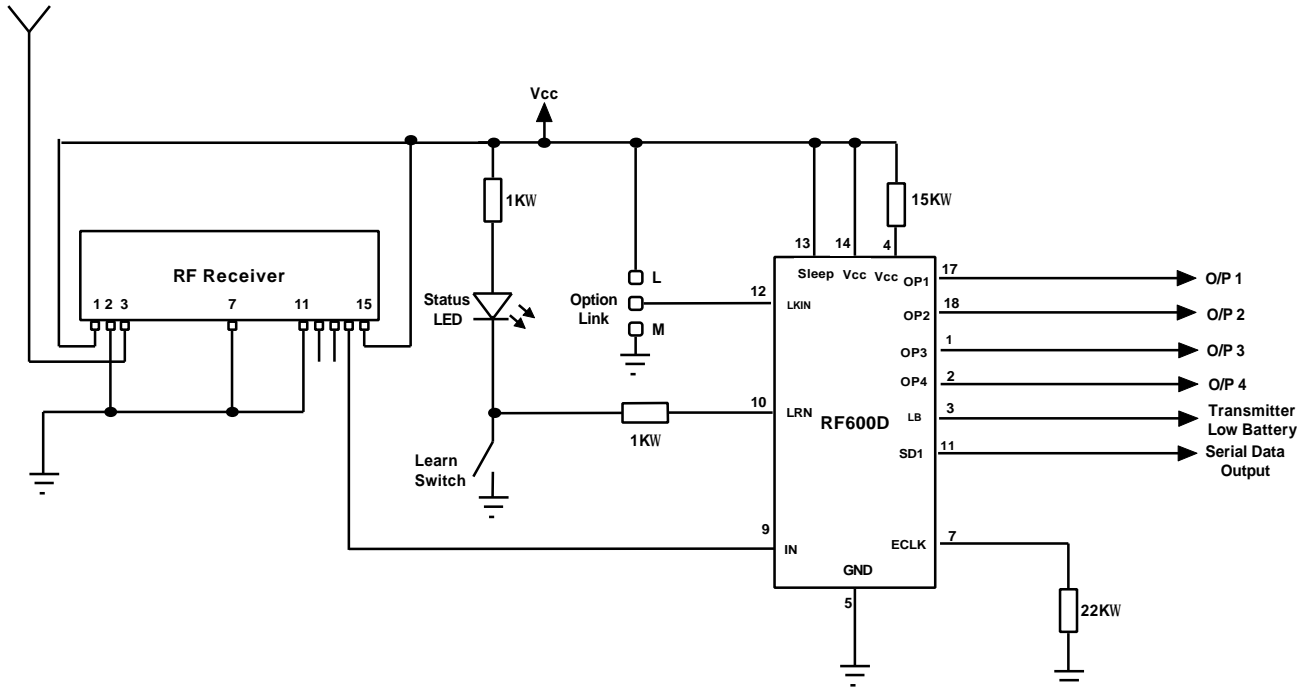 Vcc
1KW
15KW
RF Receiver
1 2 3 7 11 15
Status
LED
Option
Link
L
M
12
13 14 4
Sleep Vcc Vcc
LKIN
OP1
17
O/P 1
OP2
18
O/P 2
OP3
1
O/P 3
OP4
2
O/P 4
10
LRN
RF600D
LB
3
Transmitter
Low Battery
1KW
SD1
11
Serial Data
Output
Learn
Switch
9
IN
ECLK
7
GND
5
22KW